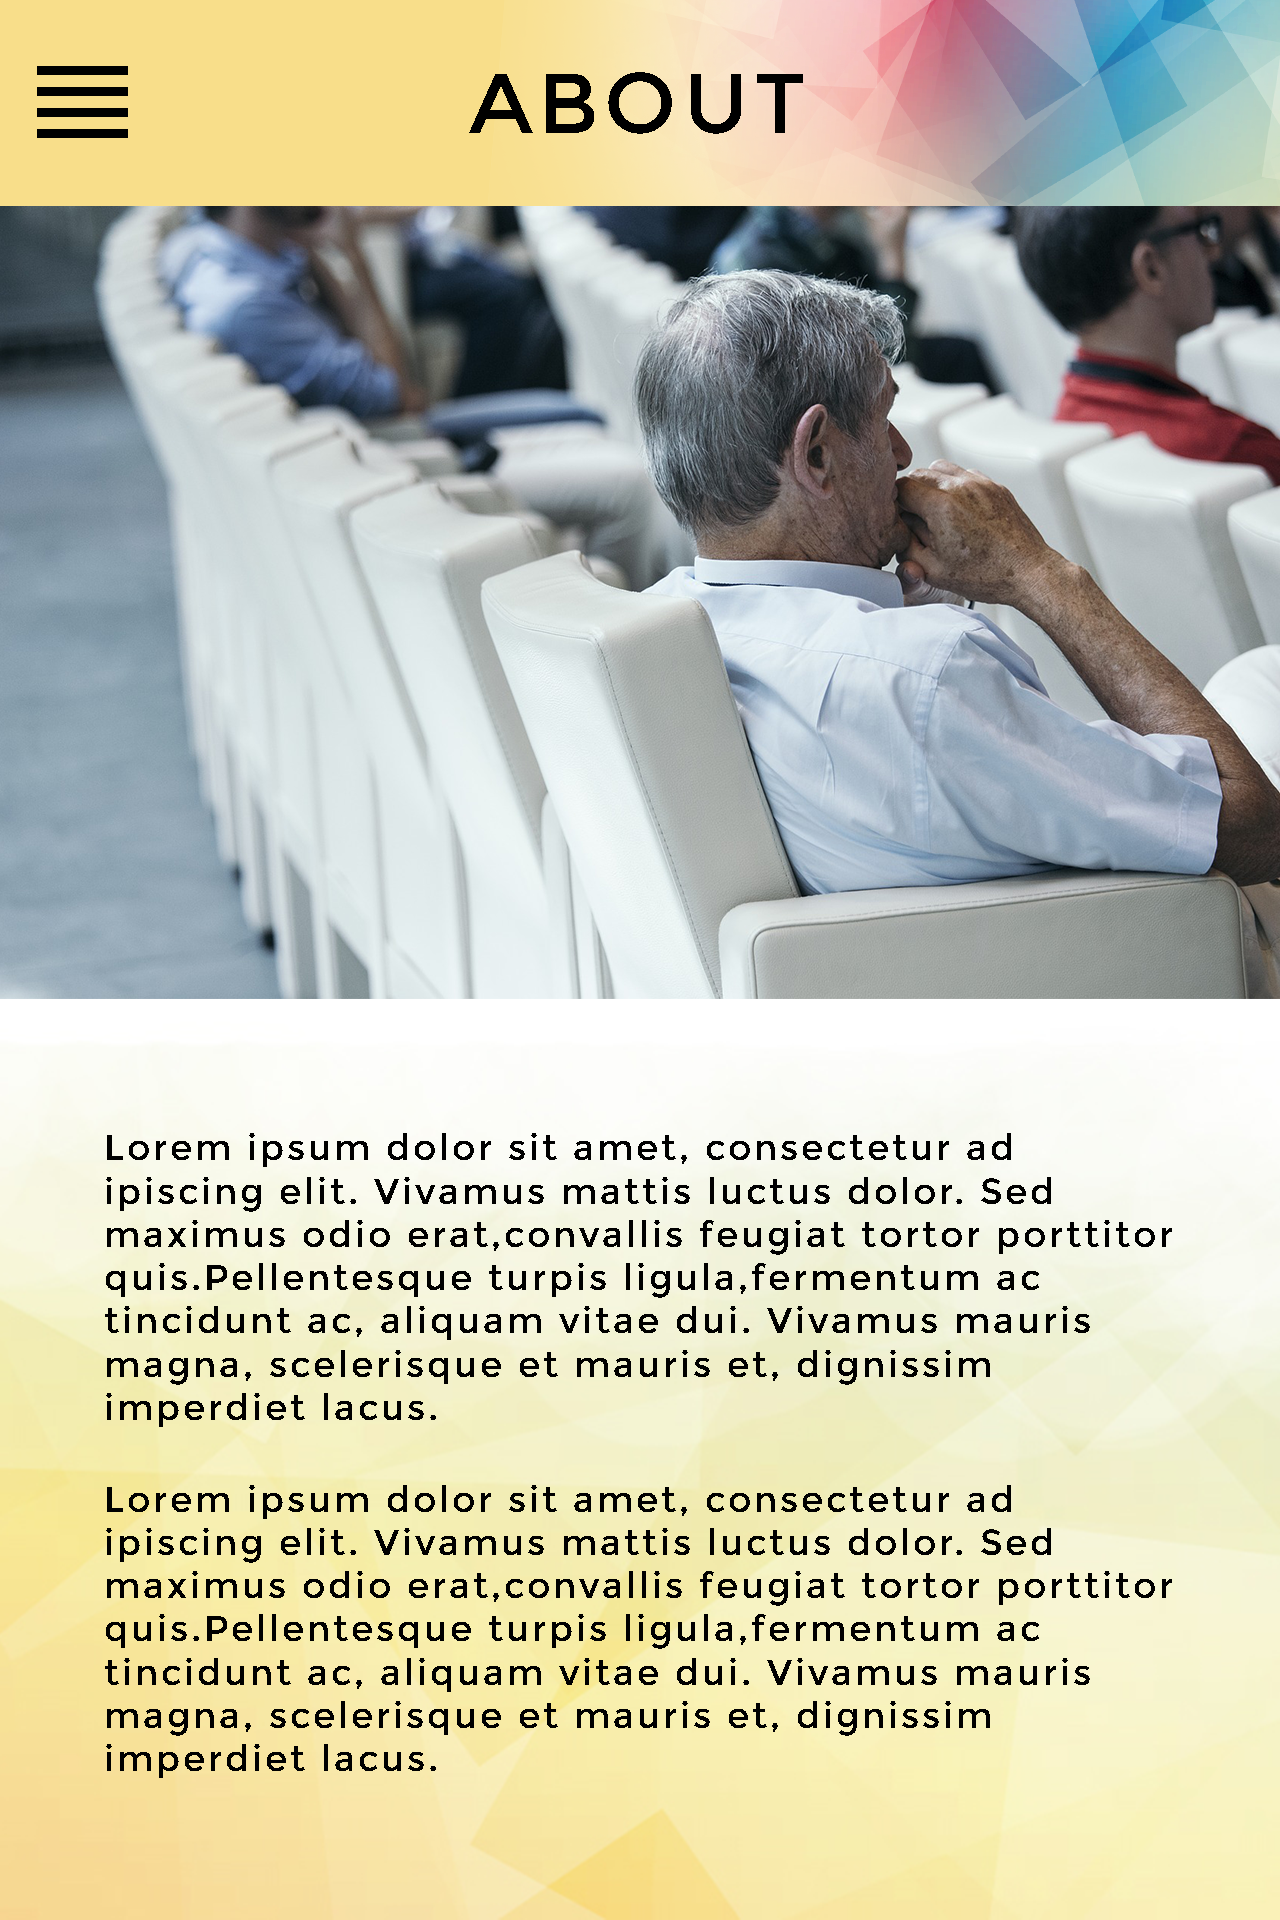 ABOUT
Lorem ipsum dolor sit amet, consectetur ad
ipiscing elit. Vivamus mattis luctus dolor. Sed
maximus odio erat,convallis feugiat tortor porttitor
quis.Pellentesque turpis ligula,fermentum ac
tincidunt ac, aliquam vitae dui. Vivamus mauris
magna, scelerisque et mauris et, dignissim
imperdiet lacus.
Lorem ipsum dolor sit amet, consectetur ad
ipiscing elit. Vivamus mattis luctus dolor. Sed
maximus odio erat,convallis feugiat tortor porttitor
quis.Pellentesque turpis ligula,fermentum ac
tincidunt ac, aliquam vitae dui. Vivamus mauris
magna, scelerisque et mauris et, dignissim
imperdiet lacus.